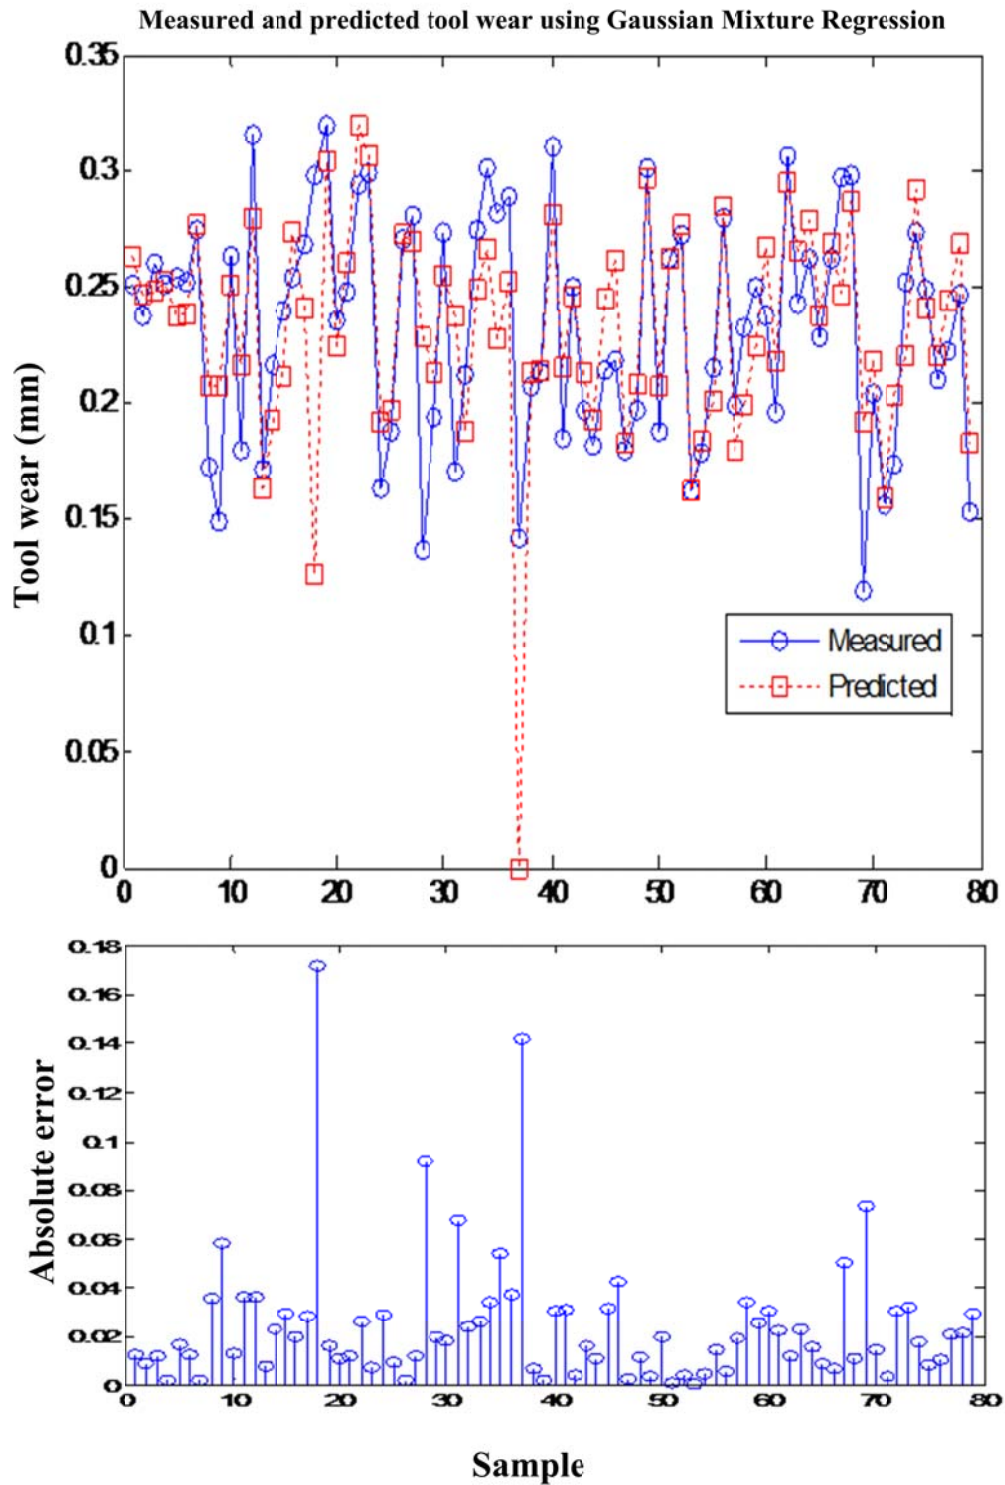 Measured and predicted tool wear using Gaussian Mixture Regression
0.35
0.3
0.25
0.2
0.15
0.1
0.05
0
Tool wear (mm)
Measured
Predicted
0 10 20 30 40 50 60 70 80
0.18
0.16
0.14
0.12
0.1
0.08
0.06
0.04
0.02
0
Absolute error
0 10 20 30 40 50 60 70 80
Sample